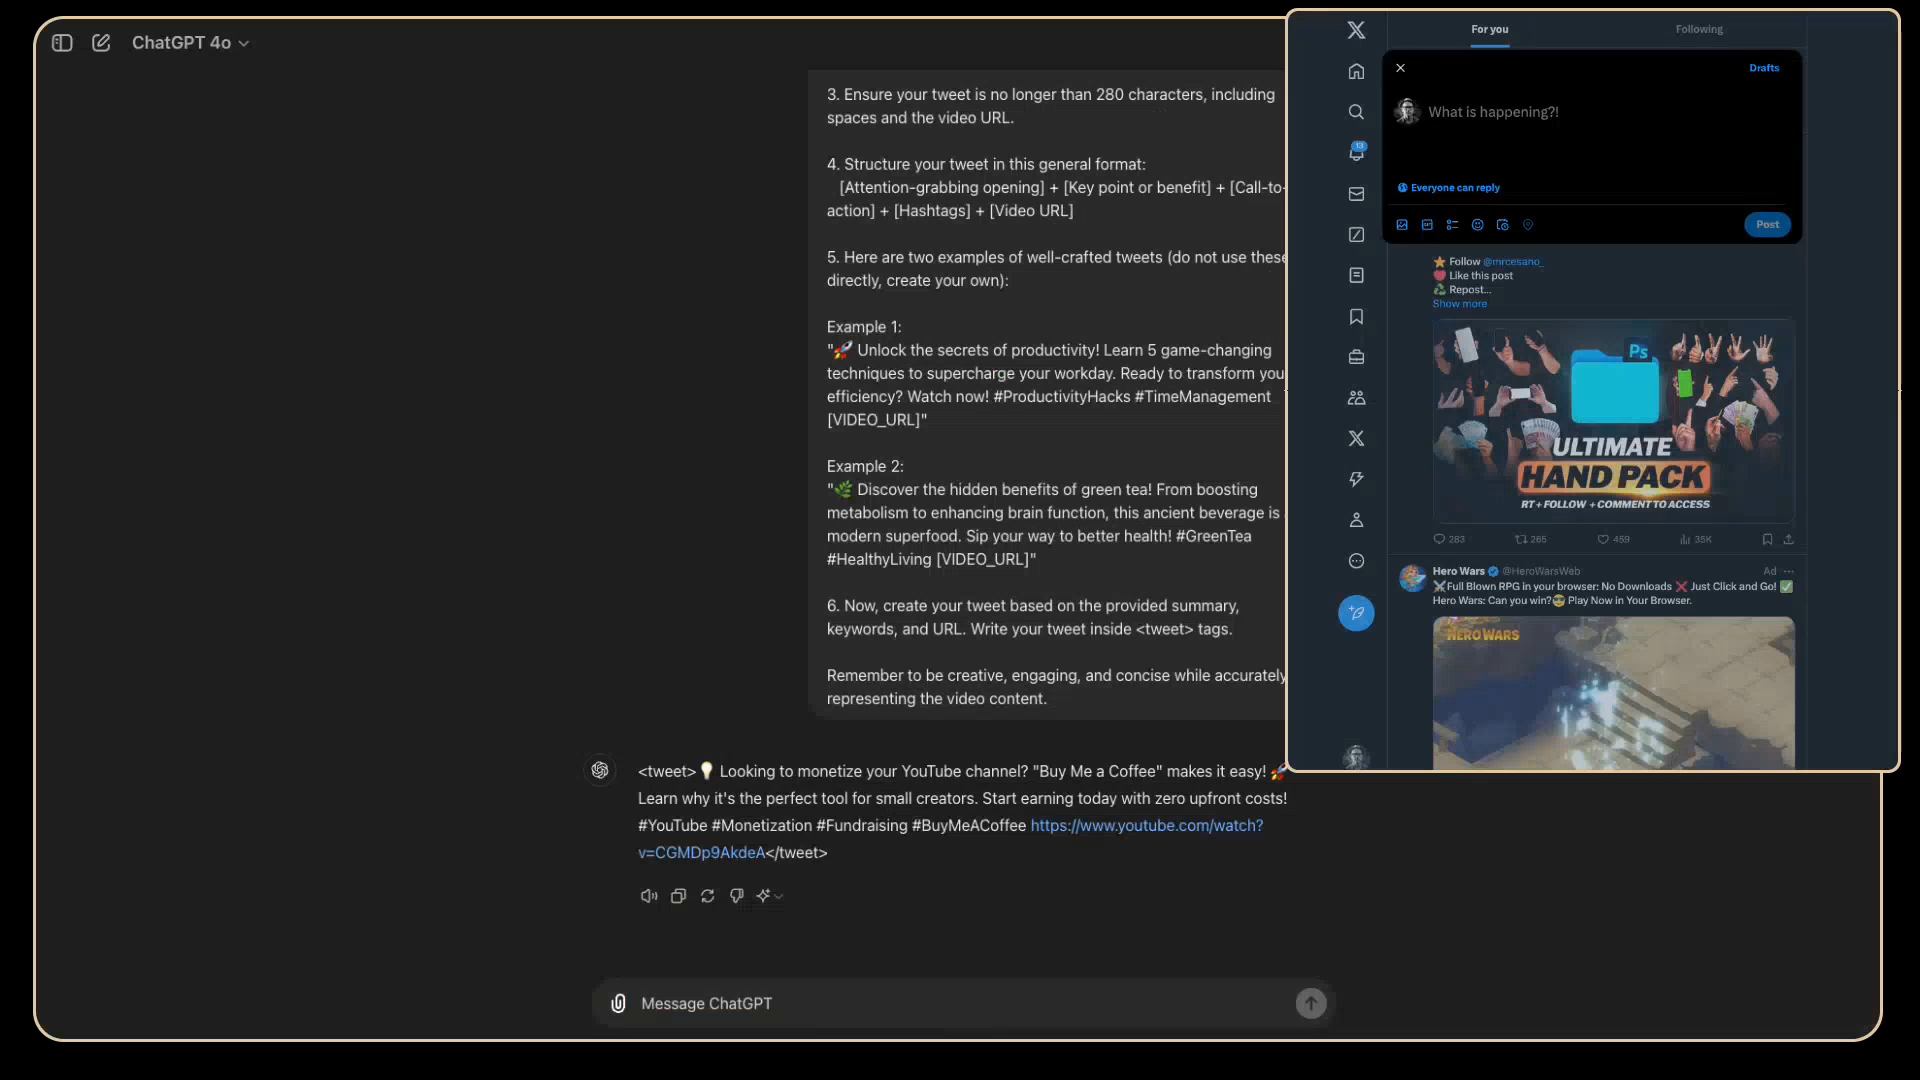 ChatGPT 4o
3. Ensure your tweet is no longer than 280 characters, including
spaces and the video URL.
4. Structure your tweet in this general format:
[Attention-grabbing opening] + [Key point or benefit] + [Call-to-
action] + [Hashtags] + [Video URL]
5. Here are two examples of well-crafted tweets (do not use these
directly, create your own):
Example 1:
"🚀 Unlock the secrets of productivity! Learn 5 game-changing
techniques to supercharge your workday. Ready to transform you
efficiency? Watch now! #ProductivityHacks #TimeManagement
[VIDEO_URL]"
Example 2:
"🌿 Discover the hidden benefits of green tea! From boosting
metabolism to enhancing brain function, this ancient beverage is
modern superfood. Sip your way to better health! #GreenTea
#HealthyLiving [VIDEO_URL]"
6. Now, create your tweet based on the provided summary,
keywords, and URL. Write your tweet inside <tweet> tags.
Remember to be creative, engaging, and concise while accurately
representing the video content.
<tweet>💡 Looking to monetize your YouTube channel? "Buy Me a Coffee" makes it easy! 🚀
Learn why it's the perfect tool for small creators. Start earning today with zero upfront costs!
#YouTube #Monetization #Fundraising #BuyMeACoffee https://www.youtube.com/watch?
v=CGMDp9AkdeA</tweet>
Message ChatGPT
For you
Following
Drafts
What is happening?!
Everyone can reply
Post
13
⭐ Follow @mrcesano_
❤️ Like this post
♻️ Repost...
Show more
Ps
ULTIMATE
HAND PACK
RT + FOLLOW + COMMENT TO ACCESS
283
265
459
35K
Hero Wars @HeroWarsWeb
Ad
⚔️Full Blown RPG in your browser: No Downloads ❌ Just Click and Go! ✅
Hero Wars: Can you win?😎 Play Now in Your Browser.
HERO WARS